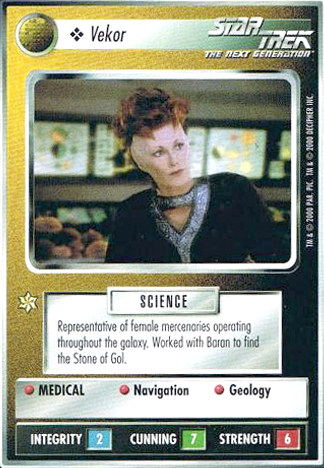 ❖ Vekor
STAR TREK
THE NEXT GENERATION
TM & © 2000 PAR. PIC. TM & © 2000 DECIPHER INC.
SCIENCE
Representative of female mercenaries operating
throughout the galaxy. Worked with Baran to find
the Stone of Gol.
MEDICAL Navigation Geology
INTEGRITY 2 CUNNING 7 STRENGTH 6